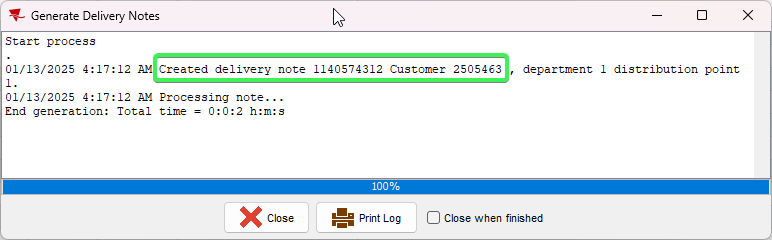 Generate Delivery Notes
Start process
.
01/13/2025 4:17:12 AM Created delivery note 1140574312 Customer 2505463 , department 1 distribution point
1.
01/13/2025 4:17:12 AM Processing note...
End generation: Total time = 0:0:2 h:m:s
100%
Close Print Log Close when finished